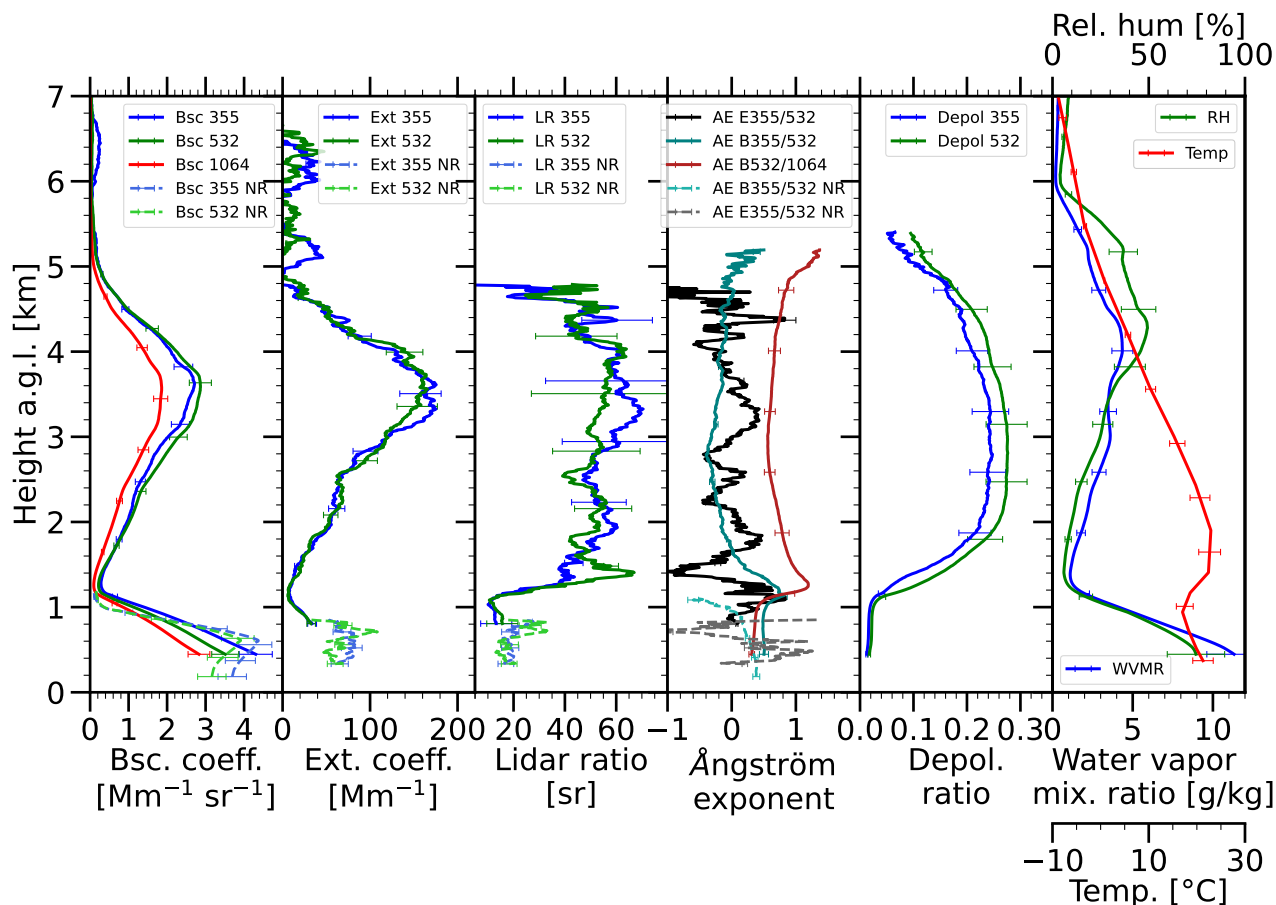 Rel. hum [%]
0 50 100
7
6
5
4
3
2
1
0
Height a.g.l. [km]
Bsc 355
Bsc 532
Bsc 1064
Bsc 355 NR
Bsc 532 NR
Ext 355
Ext 532
Ext 355 NR
Ext 532 NR
LR 355
LR 532
LR 355 NR
LR 532 NR
AE E355/532
AE B355/532
AE B532/1064
AE B355/532 NR
AE E355/532 NR
Depol 355
Depol 532
RH
Temp
WVMR
0 1 2 3 4
0 100 200
20 40 60
−1 0 1
0.0 0.1 0.2 0.3
0 5 10
Bsc. coeff.
[Mm⁻¹ sr⁻¹]
Ext. coeff.
[Mm⁻¹]
Lidar ratio
[sr]
Ångström
exponent
Depol.
ratio
Water vapor
mix. ratio [g/kg]
−10 10 30
Temp. [°C]